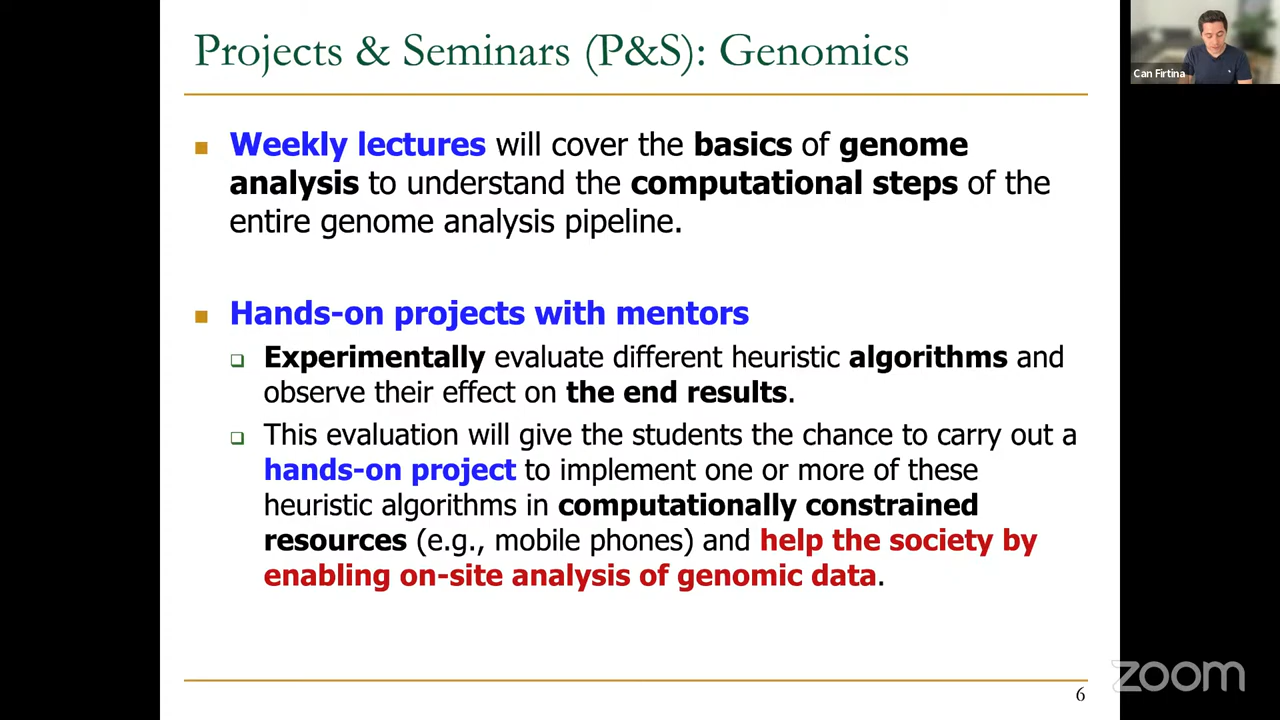 Projects & Seminars (P&S): Genomics
Can Firtina
Weekly lectures will cover the basics of genome
analysis to understand the computational steps of the
entire genome analysis pipeline.
Hands-on projects with mentors
Experimentally evaluate different heuristic algorithms and
observe their effect on the end results.
This evaluation will give the students the chance to carry out a
hands-on project to implement one or more of these
heuristic algorithms in computationally constrained
resources (e.g., mobile phones) and help the society by
enabling on-site analysis of genomic data.
zoom
6